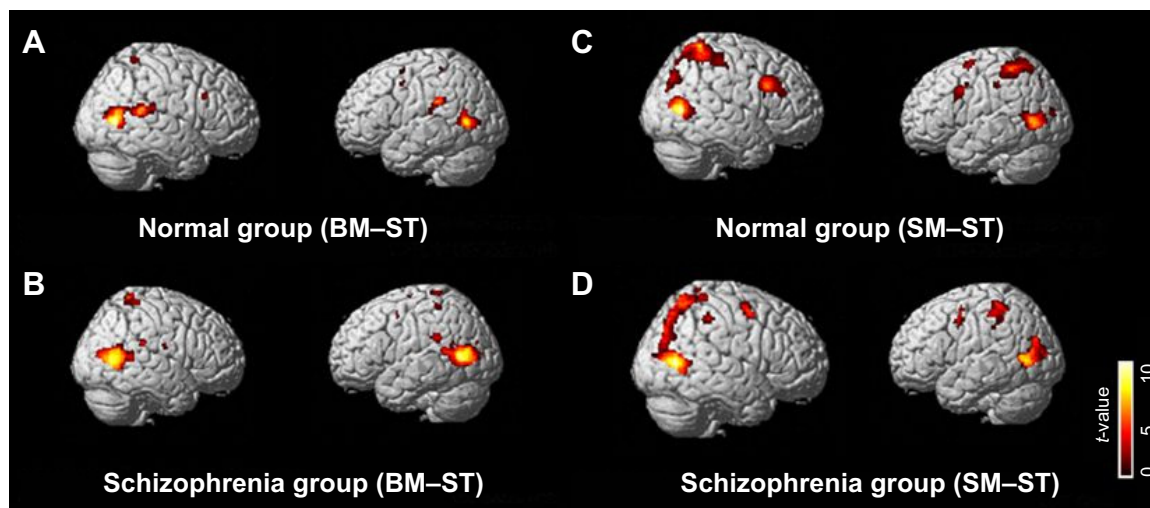 A
C
Normal group (BM–ST)
Normal group (SM–ST)
B
D
Schizophrenia group (BM–ST)
Schizophrenia group (SM–ST)
t-value
10
5
0